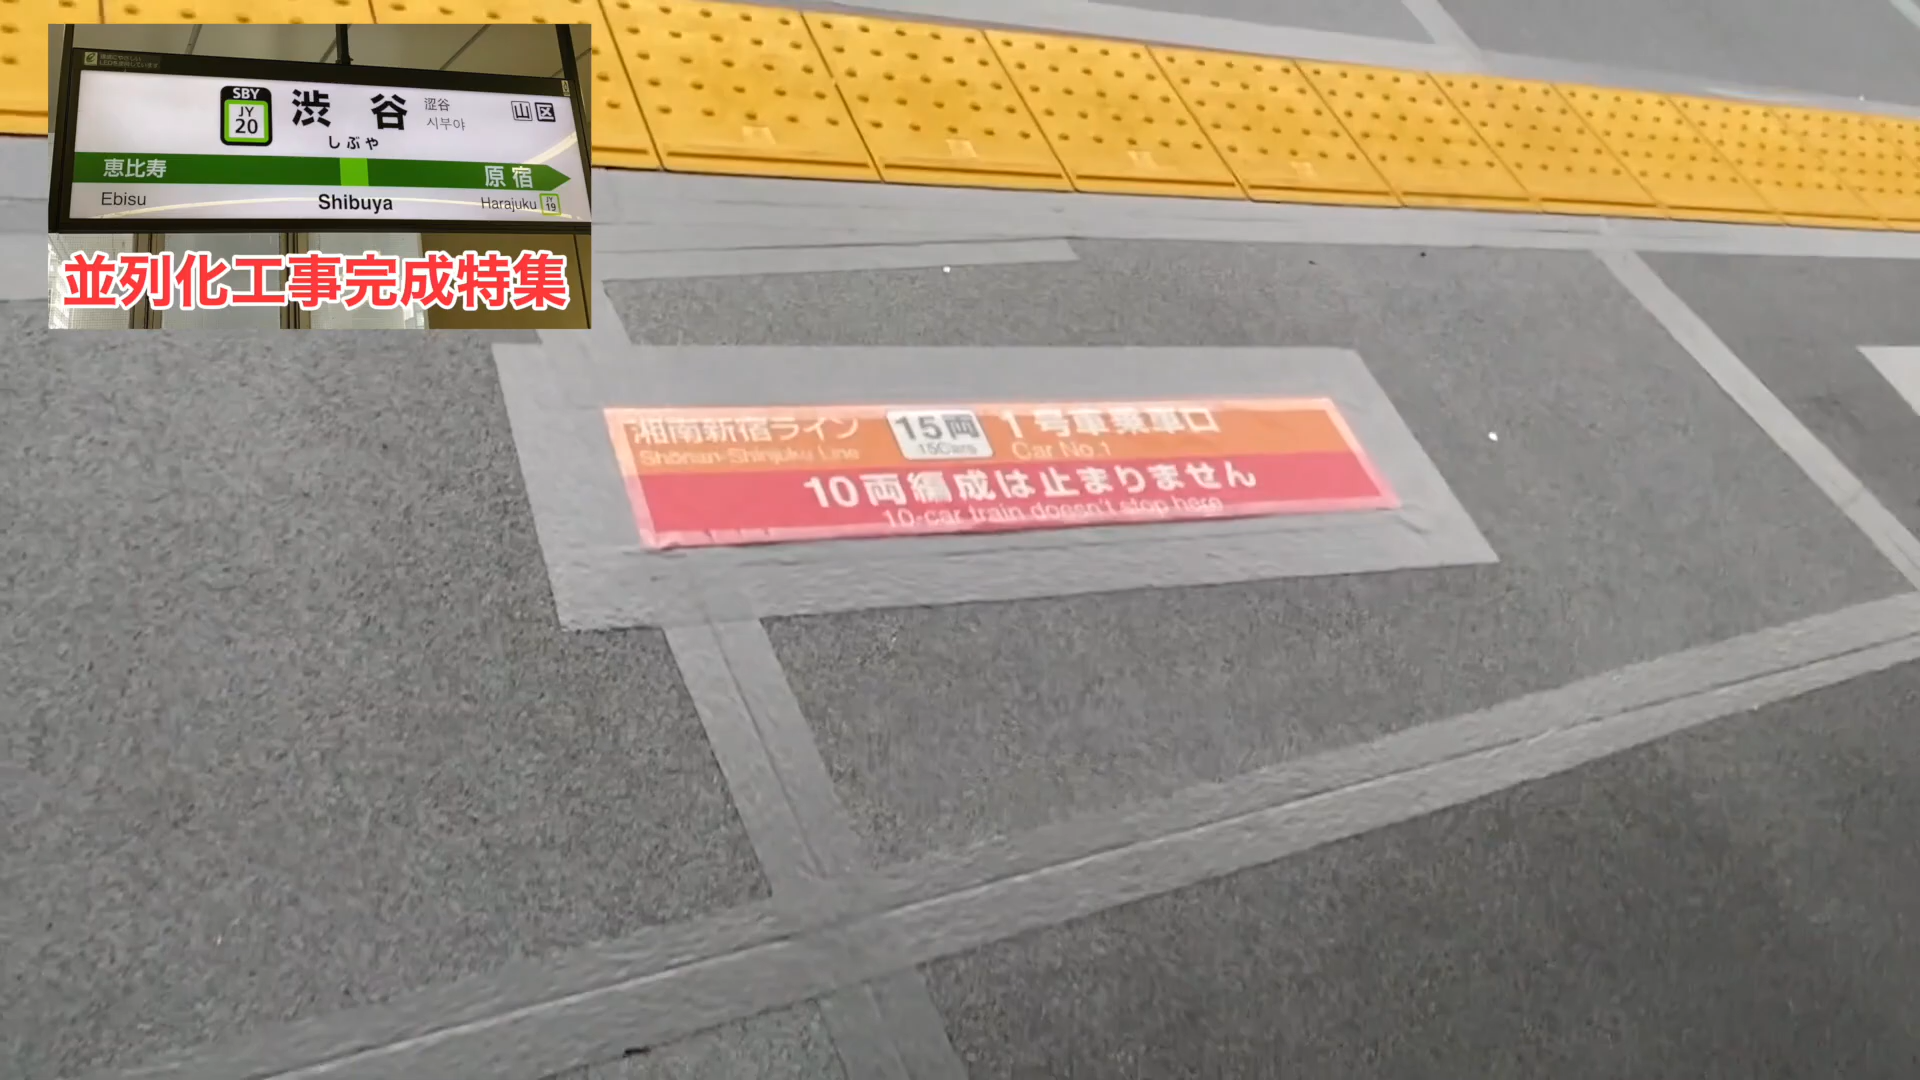 SBY
JY
20
渋谷
涩谷
시부야
山 区
しぶや
恵比寿
原宿
Ebisu
Shibuya
Harajuku
JY
19
並列化工事完成特集
湘南新宿ライン
Shōnan-Shinjuku Line
15両
15Cars
1号車乗車口
Car No.1
10両編成は止まりません
10-car train doesn't stop here